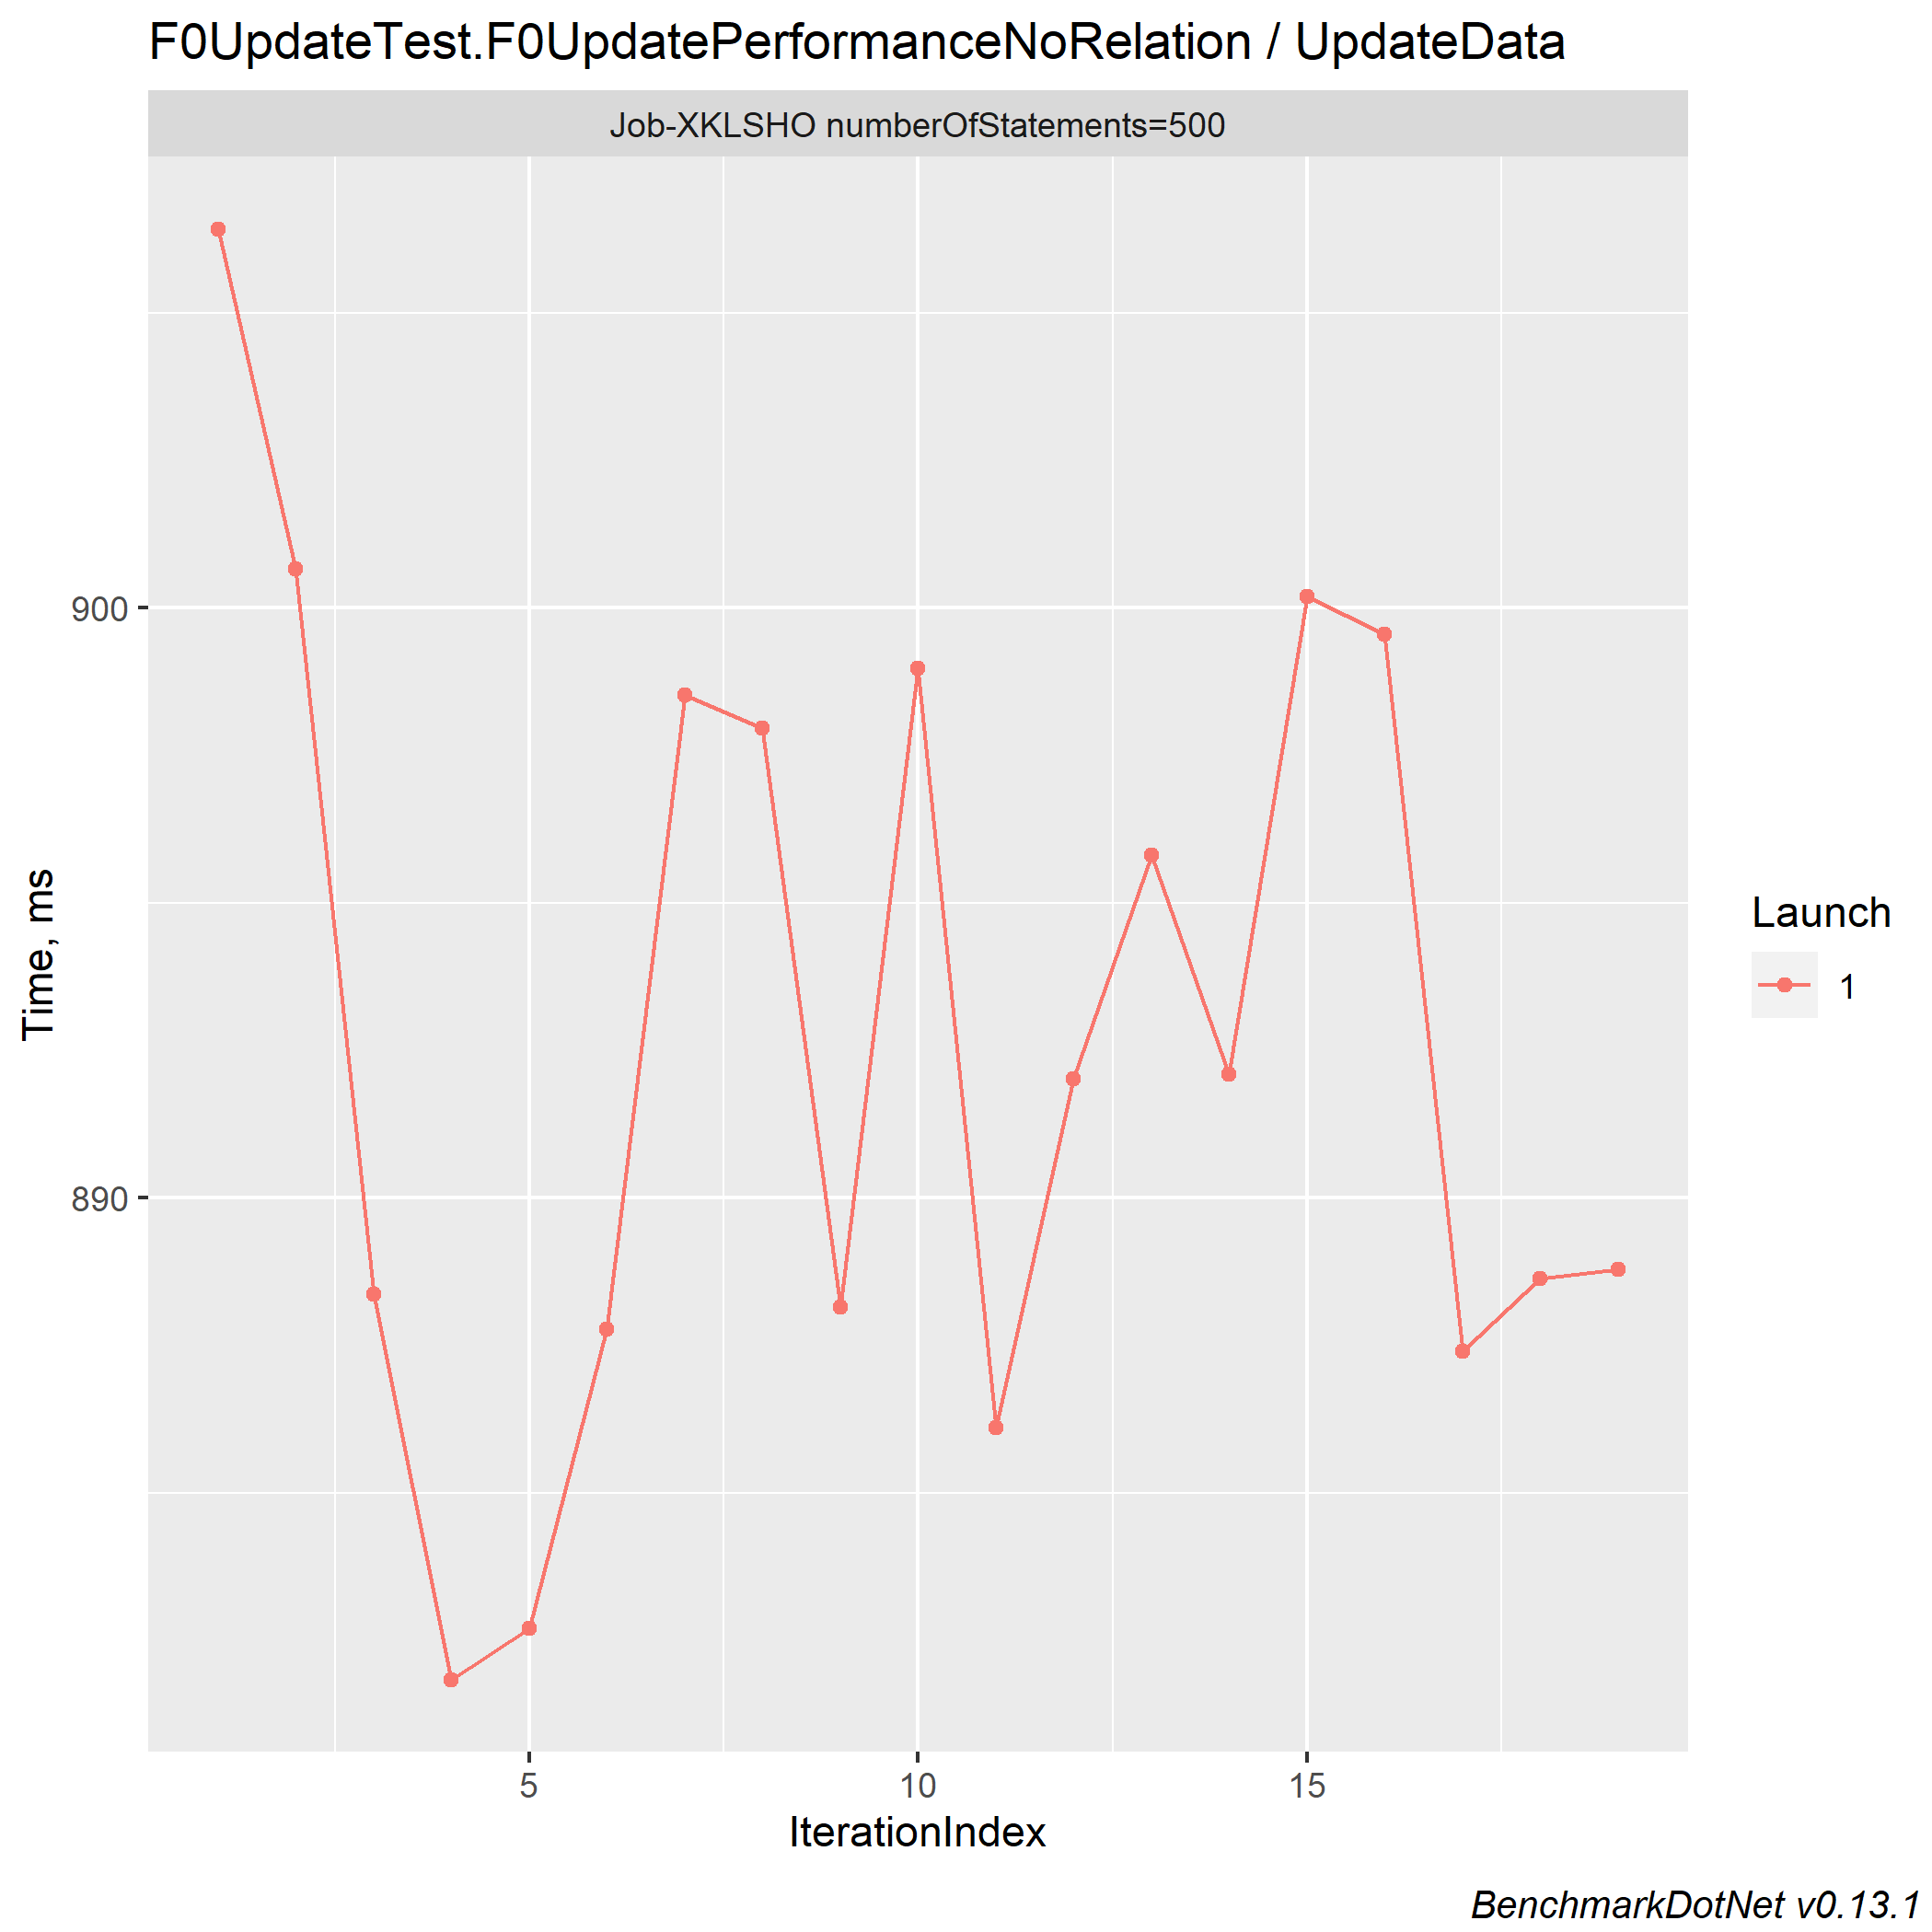 F0UpdateTest.F0UpdatePerformanceNoRelation / UpdateData
Job-XKLSHO numberOfStatements=500
900
890
Time, ms
5
10
15
IterationIndex
Launch
1
BenchmarkDotNet v0.13.1